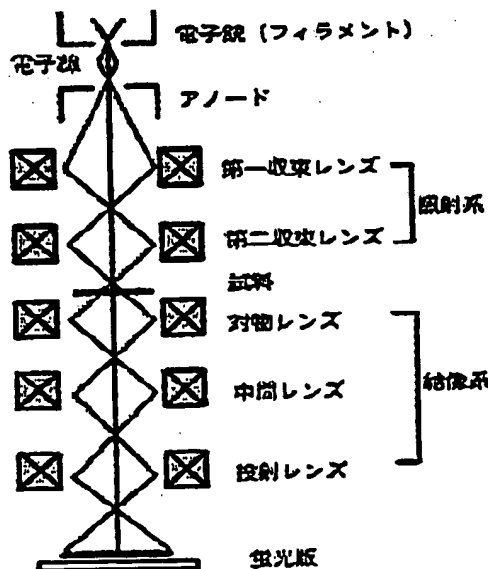 電子銃（フィラメント）
電子線
アノード
第一収束レンズ
照射系
第二収束レンズ
試料
対物レンズ
中間レンズ
結像系
投射レンズ
蛍光版